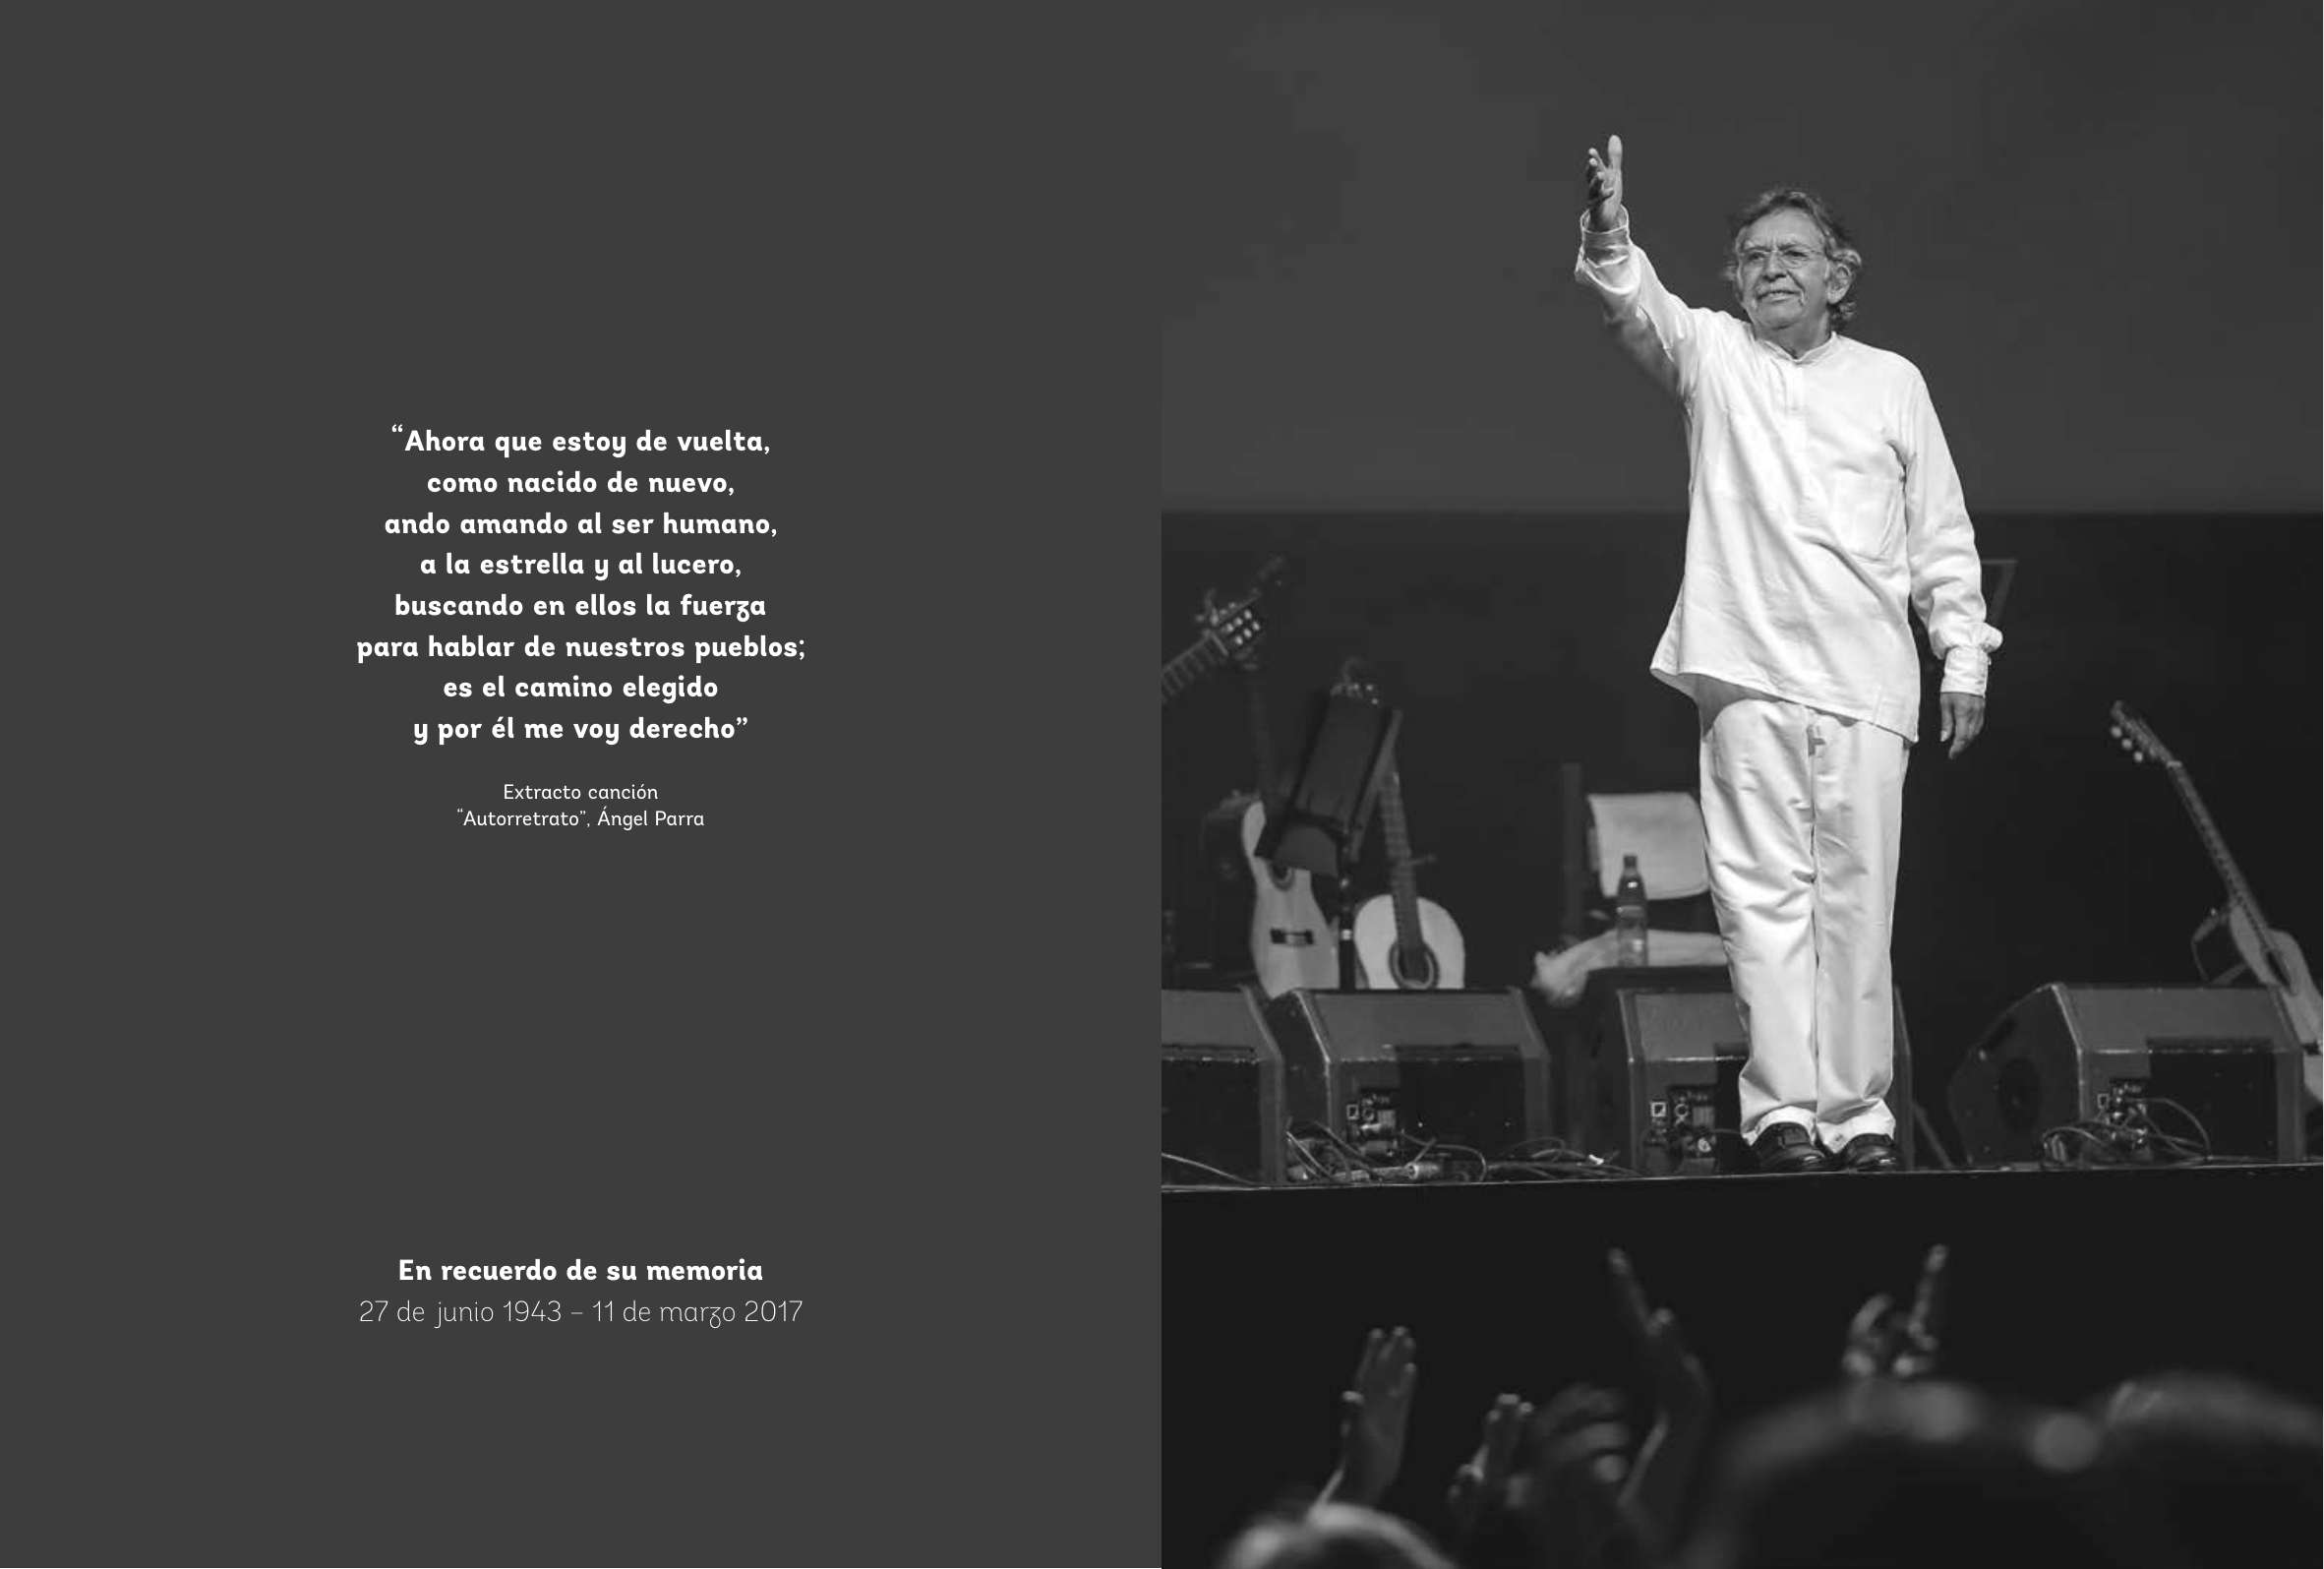 “Ahora que estoy de vuelta,
como nacido de nuevo,
ando amando al ser humano,
a la estrella y al lucero,
buscando en ellos la fuerza
para hablar de nuestros pueblos;
es el camino elegido
y por él me voy derecho”
Extracto canción
“Autorretrato”, Ángel Parra
En recuerdo de su memoria
27 de junio 1943 – 11 de marzo 2017